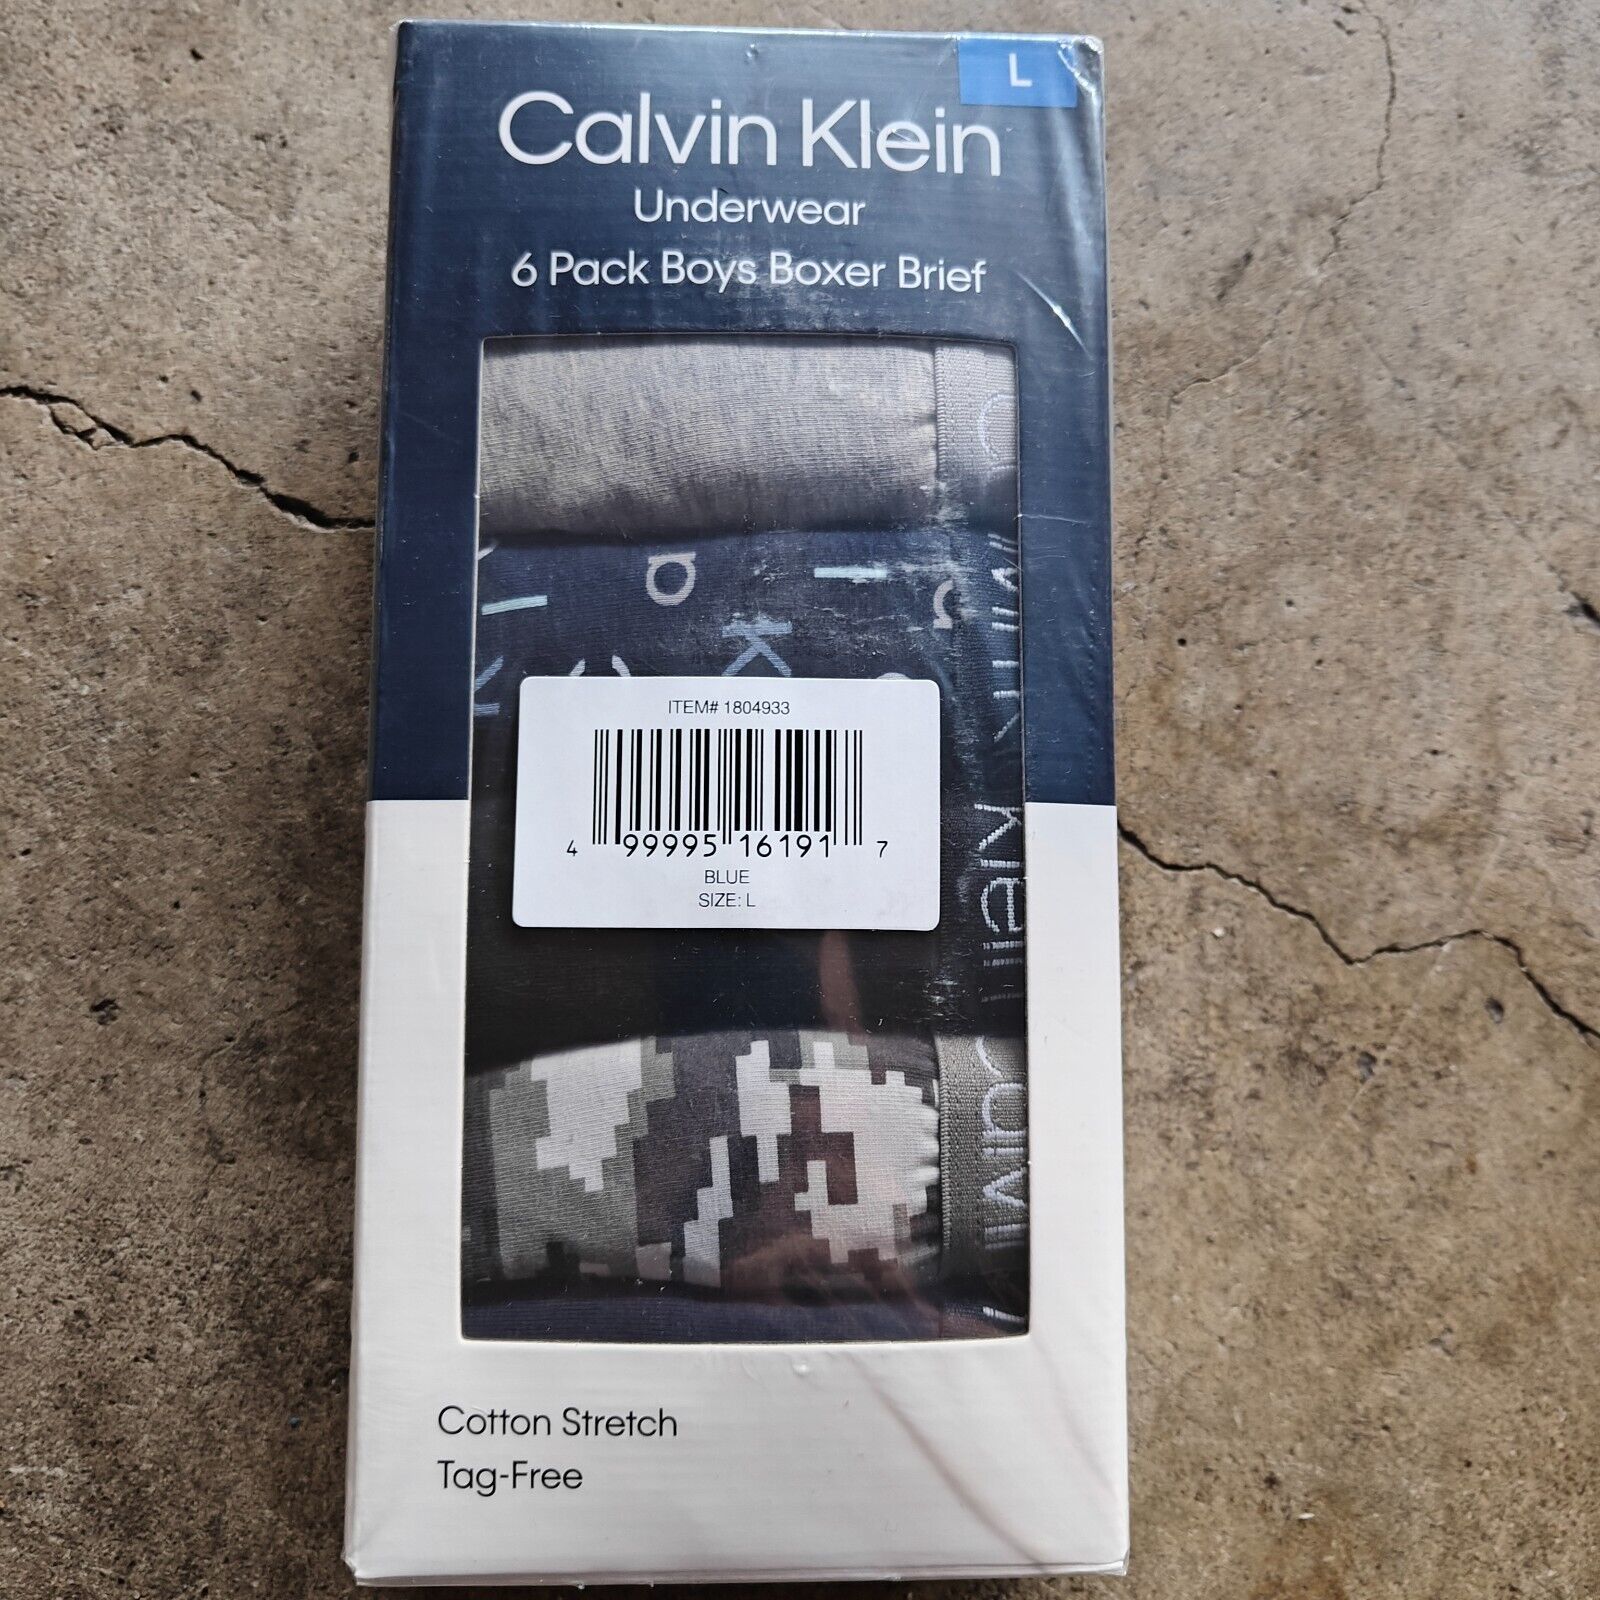 L
Calvin Klein
Underwear
6 Pack Boys Boxer Brief
a
K
ITEM# 1804933
4 99995 16191 7
BLUE
SIZE: L
Klei
Cotton Stretch
Tag-Free